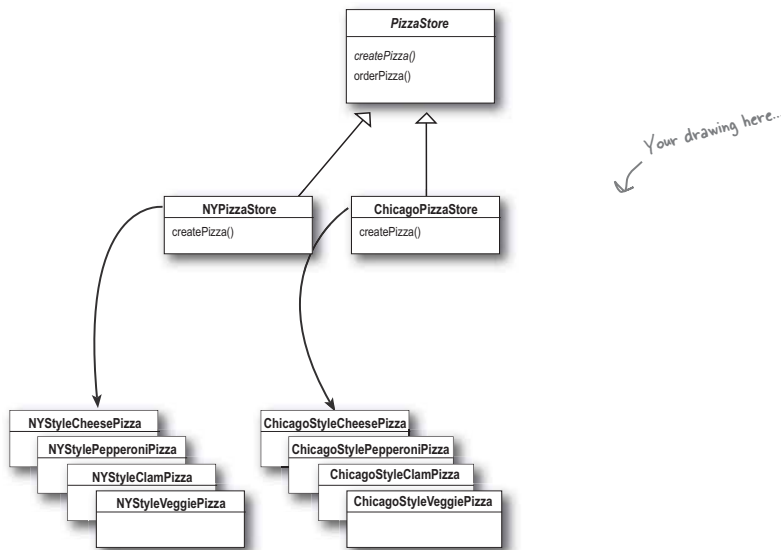 PizzaStore
createPizza()
orderPizza()
Your drawing here...
NYPizzaStore
createPizza()
ChicagoPizzaStore
createPizza()
NYStyleCheesePizza
NYStylePepperoniPizza
NYStyleClamPizza
NYStyleVeggiePizza
ChicagoStyleCheesePizza
ChicagoStylePepperoniPizza
ChicagoStyleClamPizza
ChicagoStyleVeggiePizza